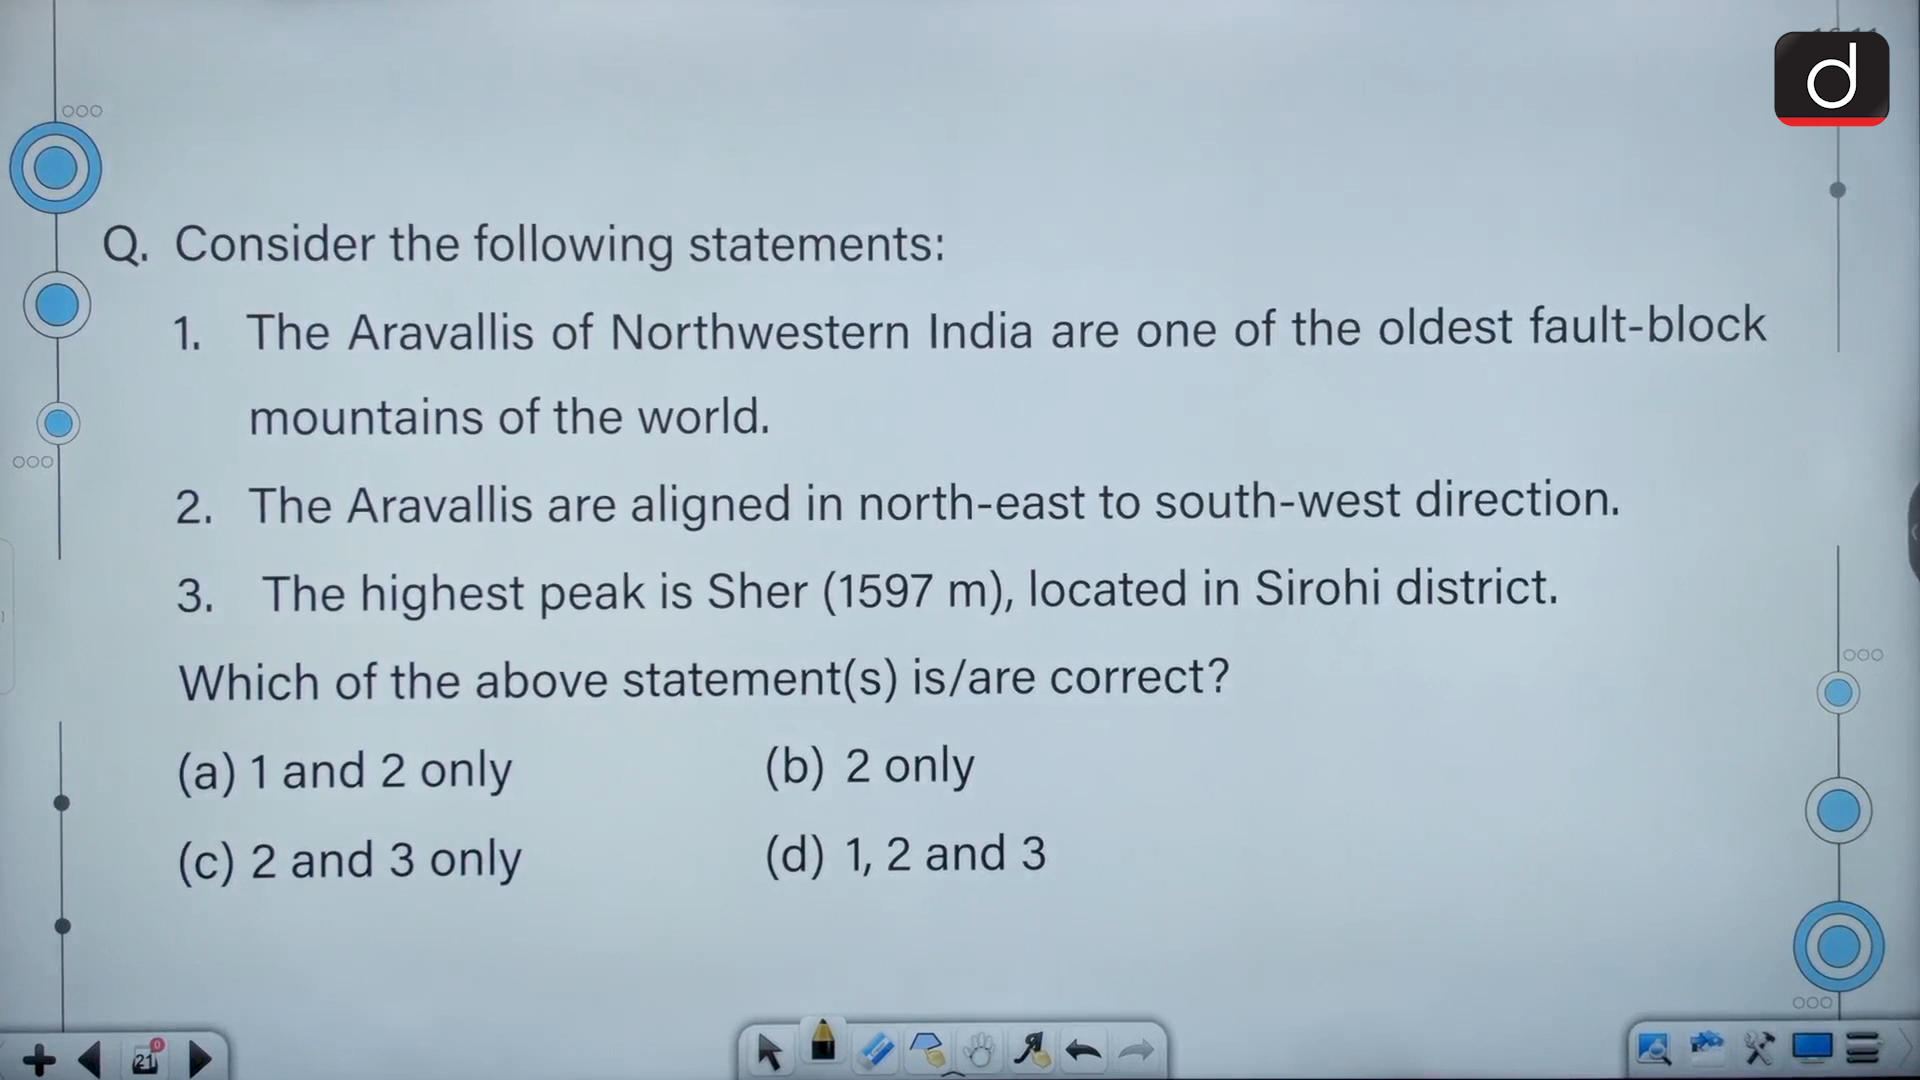 d
Q. Consider the following statements:
1. The Aravallis of Northwestern India are one of the oldest fault-block
mountains of the world.
2. The Aravallis are aligned in north-east to south-west direction.
3. The highest peak is Sher (1597 m), located in Sirohi district.
Which of the above statement(s) is/are correct?
(a) 1 and 2 only (b) 2 only
(c) 2 and 3 only (d) 1, 2 and 3
21 0